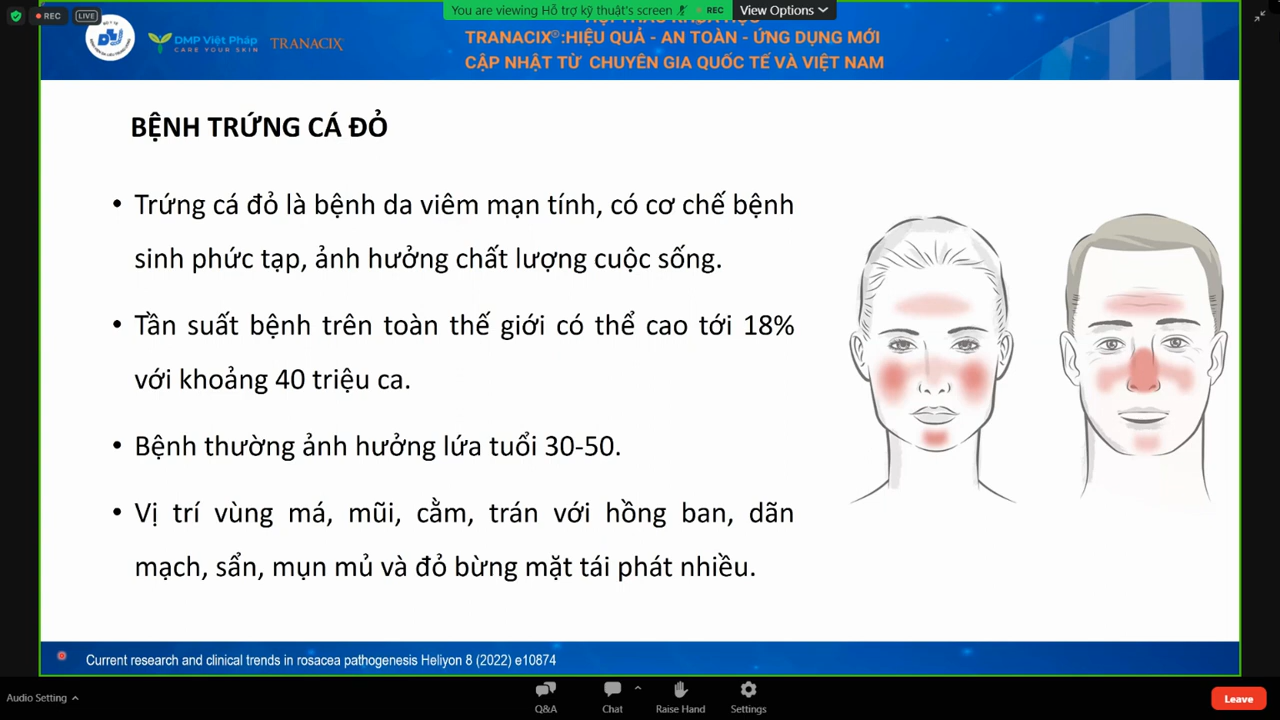 REC
LIVE
You are viewing Hỗ trợ kỹ thuật's screen
REC
View Options
DMP Việt Pháp
CARE YOUR SKIN
TRANACIX
HỘI THẢO KHOA HỌC
TRANACIX®:HIỆU QUẢ - AN TOÀN - ỨNG DỤNG MỚI
CẬP NHẬT TỪ CHUYÊN GIA QUỐC TẾ VÀ VIỆT NAM
BỆNH TRỨNG CÁ ĐỎ
• Trứng cá đỏ là bệnh da viêm mạn tính, có cơ chế bệnh
sinh phức tạp, ảnh hưởng chất lượng cuộc sống.
• Tần suất bệnh trên toàn thế giới có thể cao tới 18%
với khoảng 40 triệu ca.
• Bệnh thường ảnh hưởng lứa tuổi 30-50.
• Vị trí vùng má, mũi, cằm, trán với hồng ban, dãn
mạch, sẩn, mụn mủ và đỏ bừng mặt tái phát nhiều.
Current research and clinical trends in rosacea pathogenesis Heliyon 8 (2022) e10874
Audio Setting
Q&A
Chat
Raise Hand
Settings
Leave